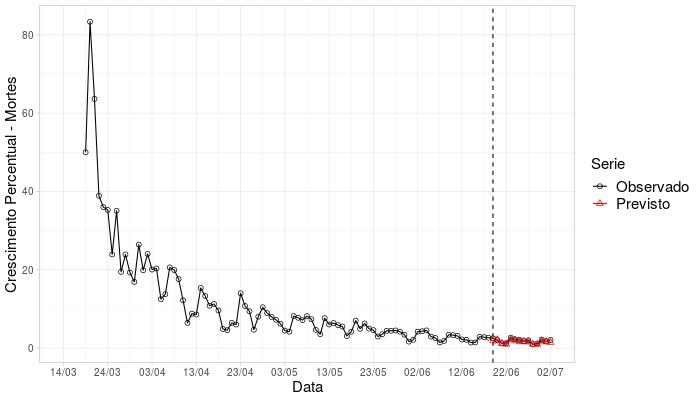 Crescimento Percentual - Mortes
80
60
40
20
0
14/03 24/03 03/04 13/04 23/04 03/05 13/05 23/05 02/06 12/06 22/06 02/07
Data
Serie
Observado
Previsto